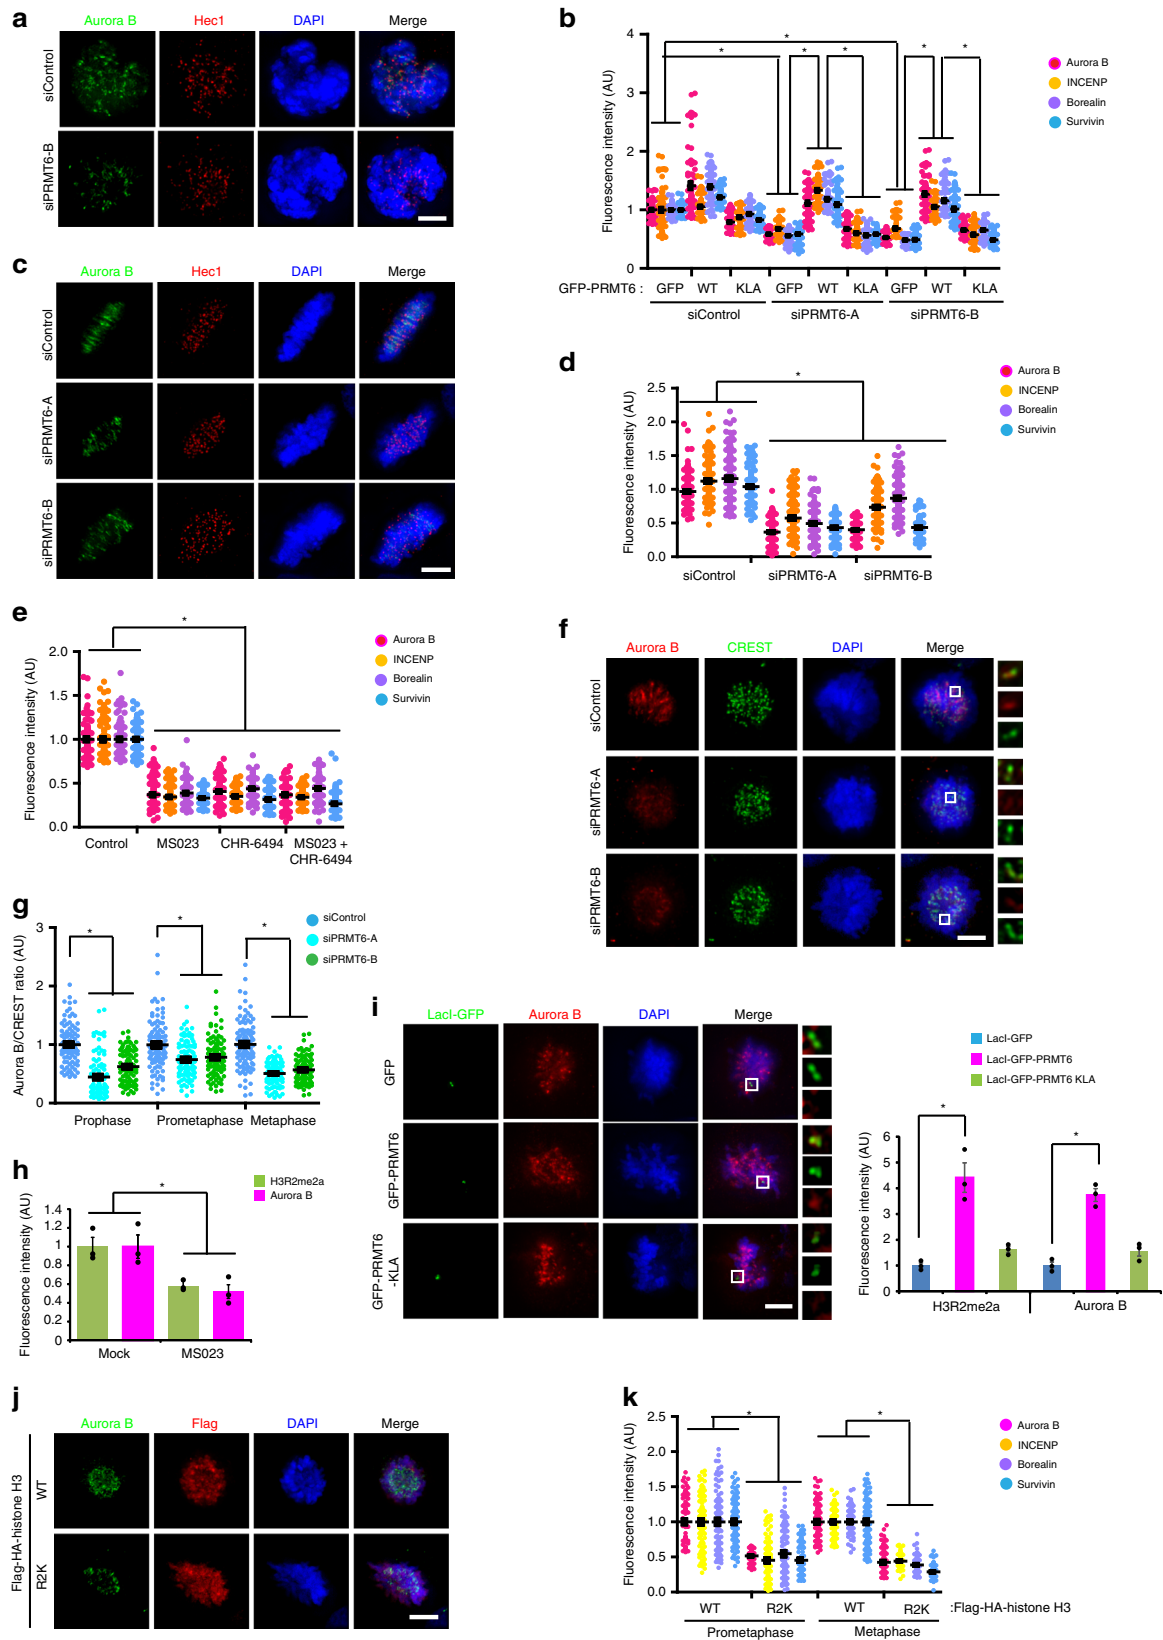 a
Aurora B Hec1 DAPI Merge
siControl
siPRMT6-B
b
Fluorescence intensity (AU)
4
3
2
1
0
Aurora B
INCENP
Borealin
Survivin
* * * * * * *
GFP-PRMT6 : GFP WT KLA GFP WT KLA GFP WT KLA
siControl siPRMT6-A siPRMT6-B
c
Aurora B Hec1 DAPI Merge
siControl
siPRMT6-A
siPRMT6-B
d
Fluorescence intensity (AU)
2.5
2.0
1.5
1.0
0.5
0.0
*
Aurora B
INCENP
Borealin
Survivin
siControl siPRMT6-A siPRMT6-B
e
Fluorescence intensity (AU)
2.0
1.5
1.0
0.5
0.0
*
Aurora B
INCENP
Borealin
Survivin
Control MS023 CHR-6494 MS023 +
CHR-6494
f
Aurora B CREST DAPI Merge
siControl
siPRMT6-A
siPRMT6-B
g
Aurora B/CREST ratio (AU)
3
2
1
0
* * *
siControl
siPRMT6-A
siPRMT6-B
Prophase Prometaphase Metaphase
h
Fluorescence intensity (AU)
1.4
1.2
1
0.8
0.6
0.4
0.2
0
*
H3R2me2a
Aurora B
Mock MS023
i
LacI-GFP Aurora B DAPI Merge
GFP
GFP-PRMT6
GFP-PRMT6
-KLA
LacI-GFP
LacI-GFP-PRMT6
LacI-GFP-PRMT6 KLA
Fluorescence intensity (AU)
6
5
4
3
2
1
0
* *
H3R2me2a Aurora B
j
Aurora B Flag DAPI Merge
Flag-HA-histone H3
WT
R2K
k
Fluorescence intensity (AU)
2.5
2.0
1.5
1.0
0.5
0.0
* *
Aurora B
INCENP
Borealin
Survivin
WT R2K WT R2K :Flag-HA-histone H3
Prometaphase Metaphase